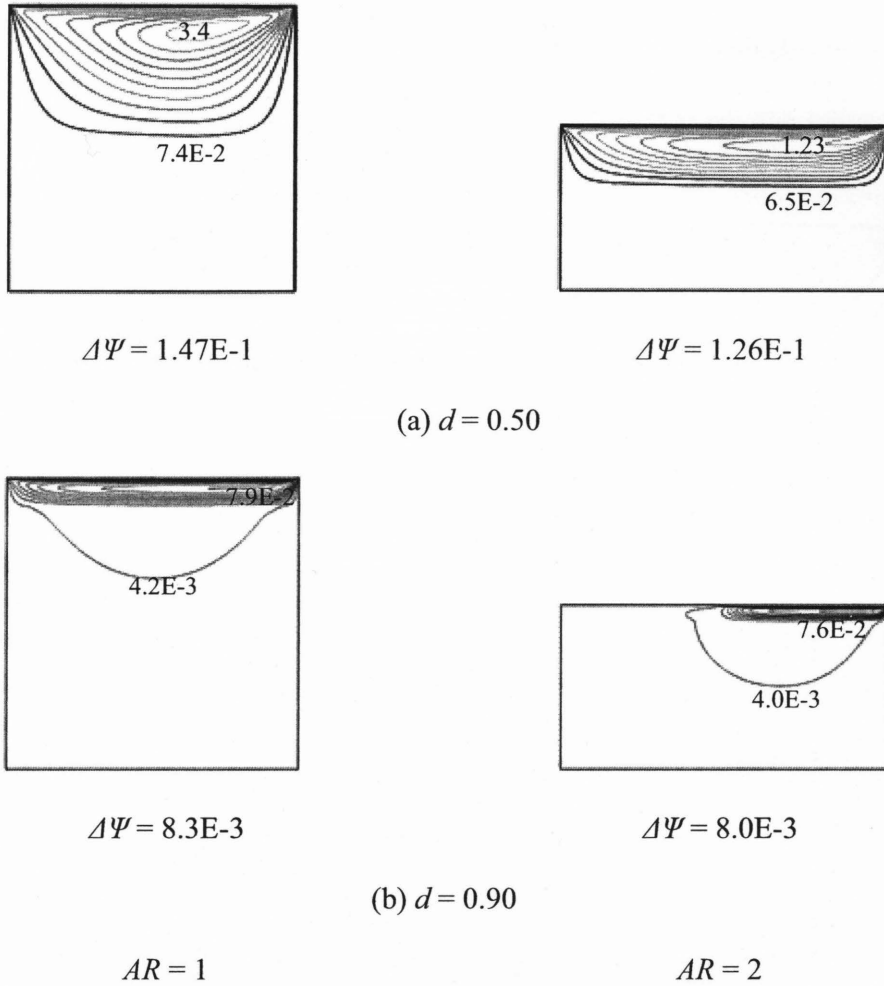 3.4
7.4E-2
1.23
6.5E-2
ΔΨ = 1.47E-1 ΔΨ = 1.26E-1
(a) d = 0.50
7.9E-2
4.2E-3
7.6E-2
4.0E-3
ΔΨ = 8.3E-3 ΔΨ = 8.0E-3
(b) d = 0.90
AR = 1 AR = 2